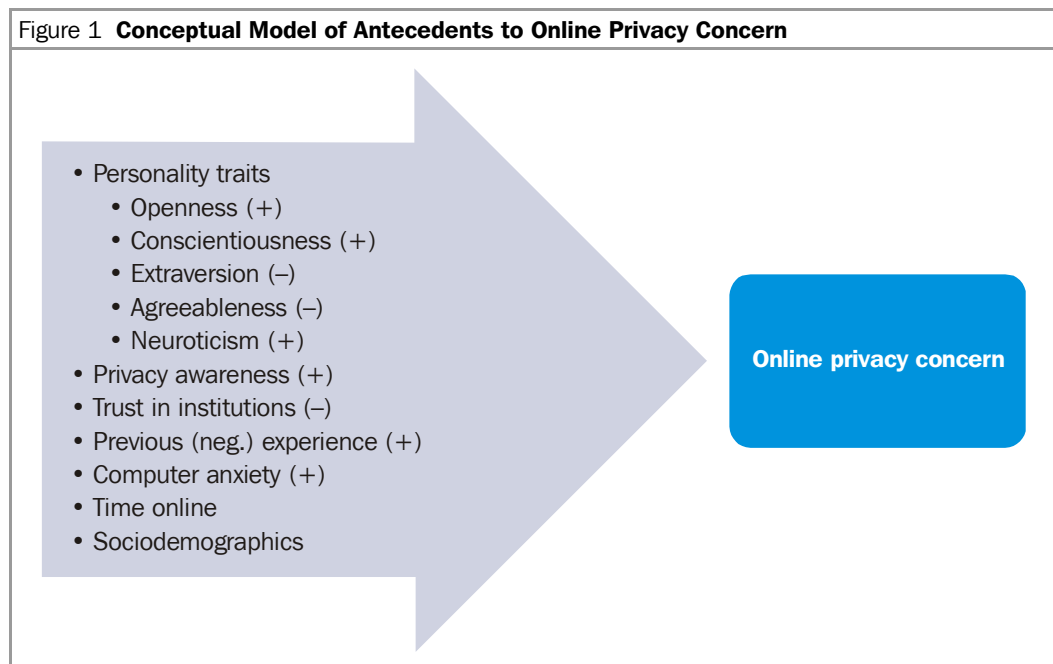 Figure 1 Conceptual Model of Antecedents to Online Privacy Concern
• Personality traits
• Openness (+)
• Conscientiousness (+)
• Extraversion (–)
• Agreeableness (–)
• Neuroticism (+)
• Privacy awareness (+)
• Trust in institutions (–)
• Previous (neg.) experience (+)
• Computer anxiety (+)
• Time online
• Sociodemographics
Online privacy concern